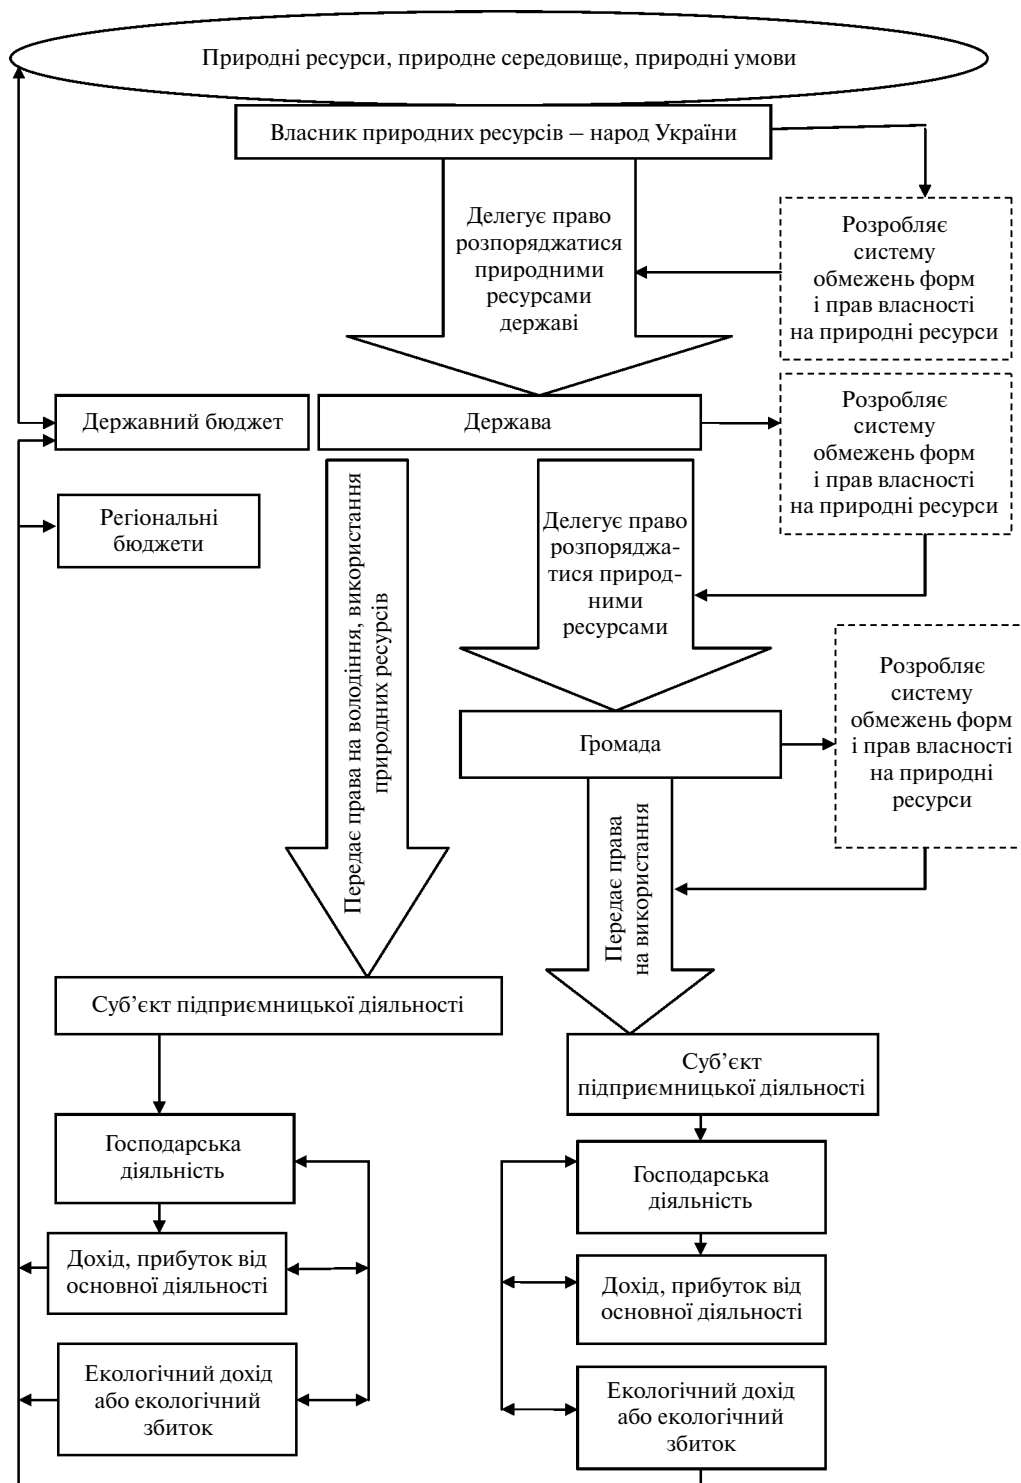 Природні ресурси, природне середовище, природні умови
Власник природних ресурсів – народ України
Делегує право
розпоряджатися
природними
ресурсами
державі
Розробляє
систему
обмежень форм
і прав власності
на природні ресурси
Державний бюджет
Держава
Розробляє
систему
обмежень форм
і прав власності
на природні ресурси
Регіональні
бюджети
Передає права на володіння, використання
природних ресурсів
Делегує право
розпоряджа-
тися природ-
ними
ресурсами
Розробляє
систему
обмежень форм
і прав власності
на природні
ресурси
Громада
Передає права
на використання
Суб’єкт підприємницької діяльності
Суб’єкт
підприємницької діяльності
Господарська
діяльність
Господарська
діяльність
Дохід, прибуток від
основної діяльності
Дохід, прибуток від
основної діяльності
Екологічний дохід
або екологічний
збиток
Екологічний дохід
або екологічний
збиток